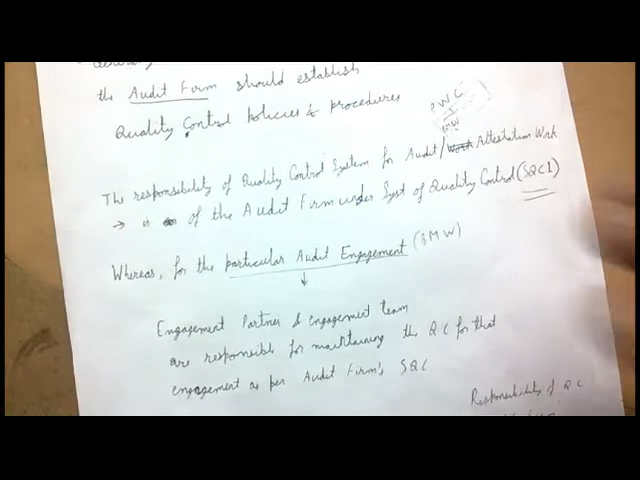 General
the Audit Firm should establish
Quality Control policies & procedures
PWC
BMW
The responsibility of Quality Control System for Audit/Work Attestation Work
→ is of the Audit Firm under Syst of Quality Control (SQC1)
Whereas, for the particular Audit Engagement (BMW)
↓
Engagement Partner & engagement team
are responsible for maintaining the QC for that
engagement as per Audit Firm's SQC
Responsibility of QC